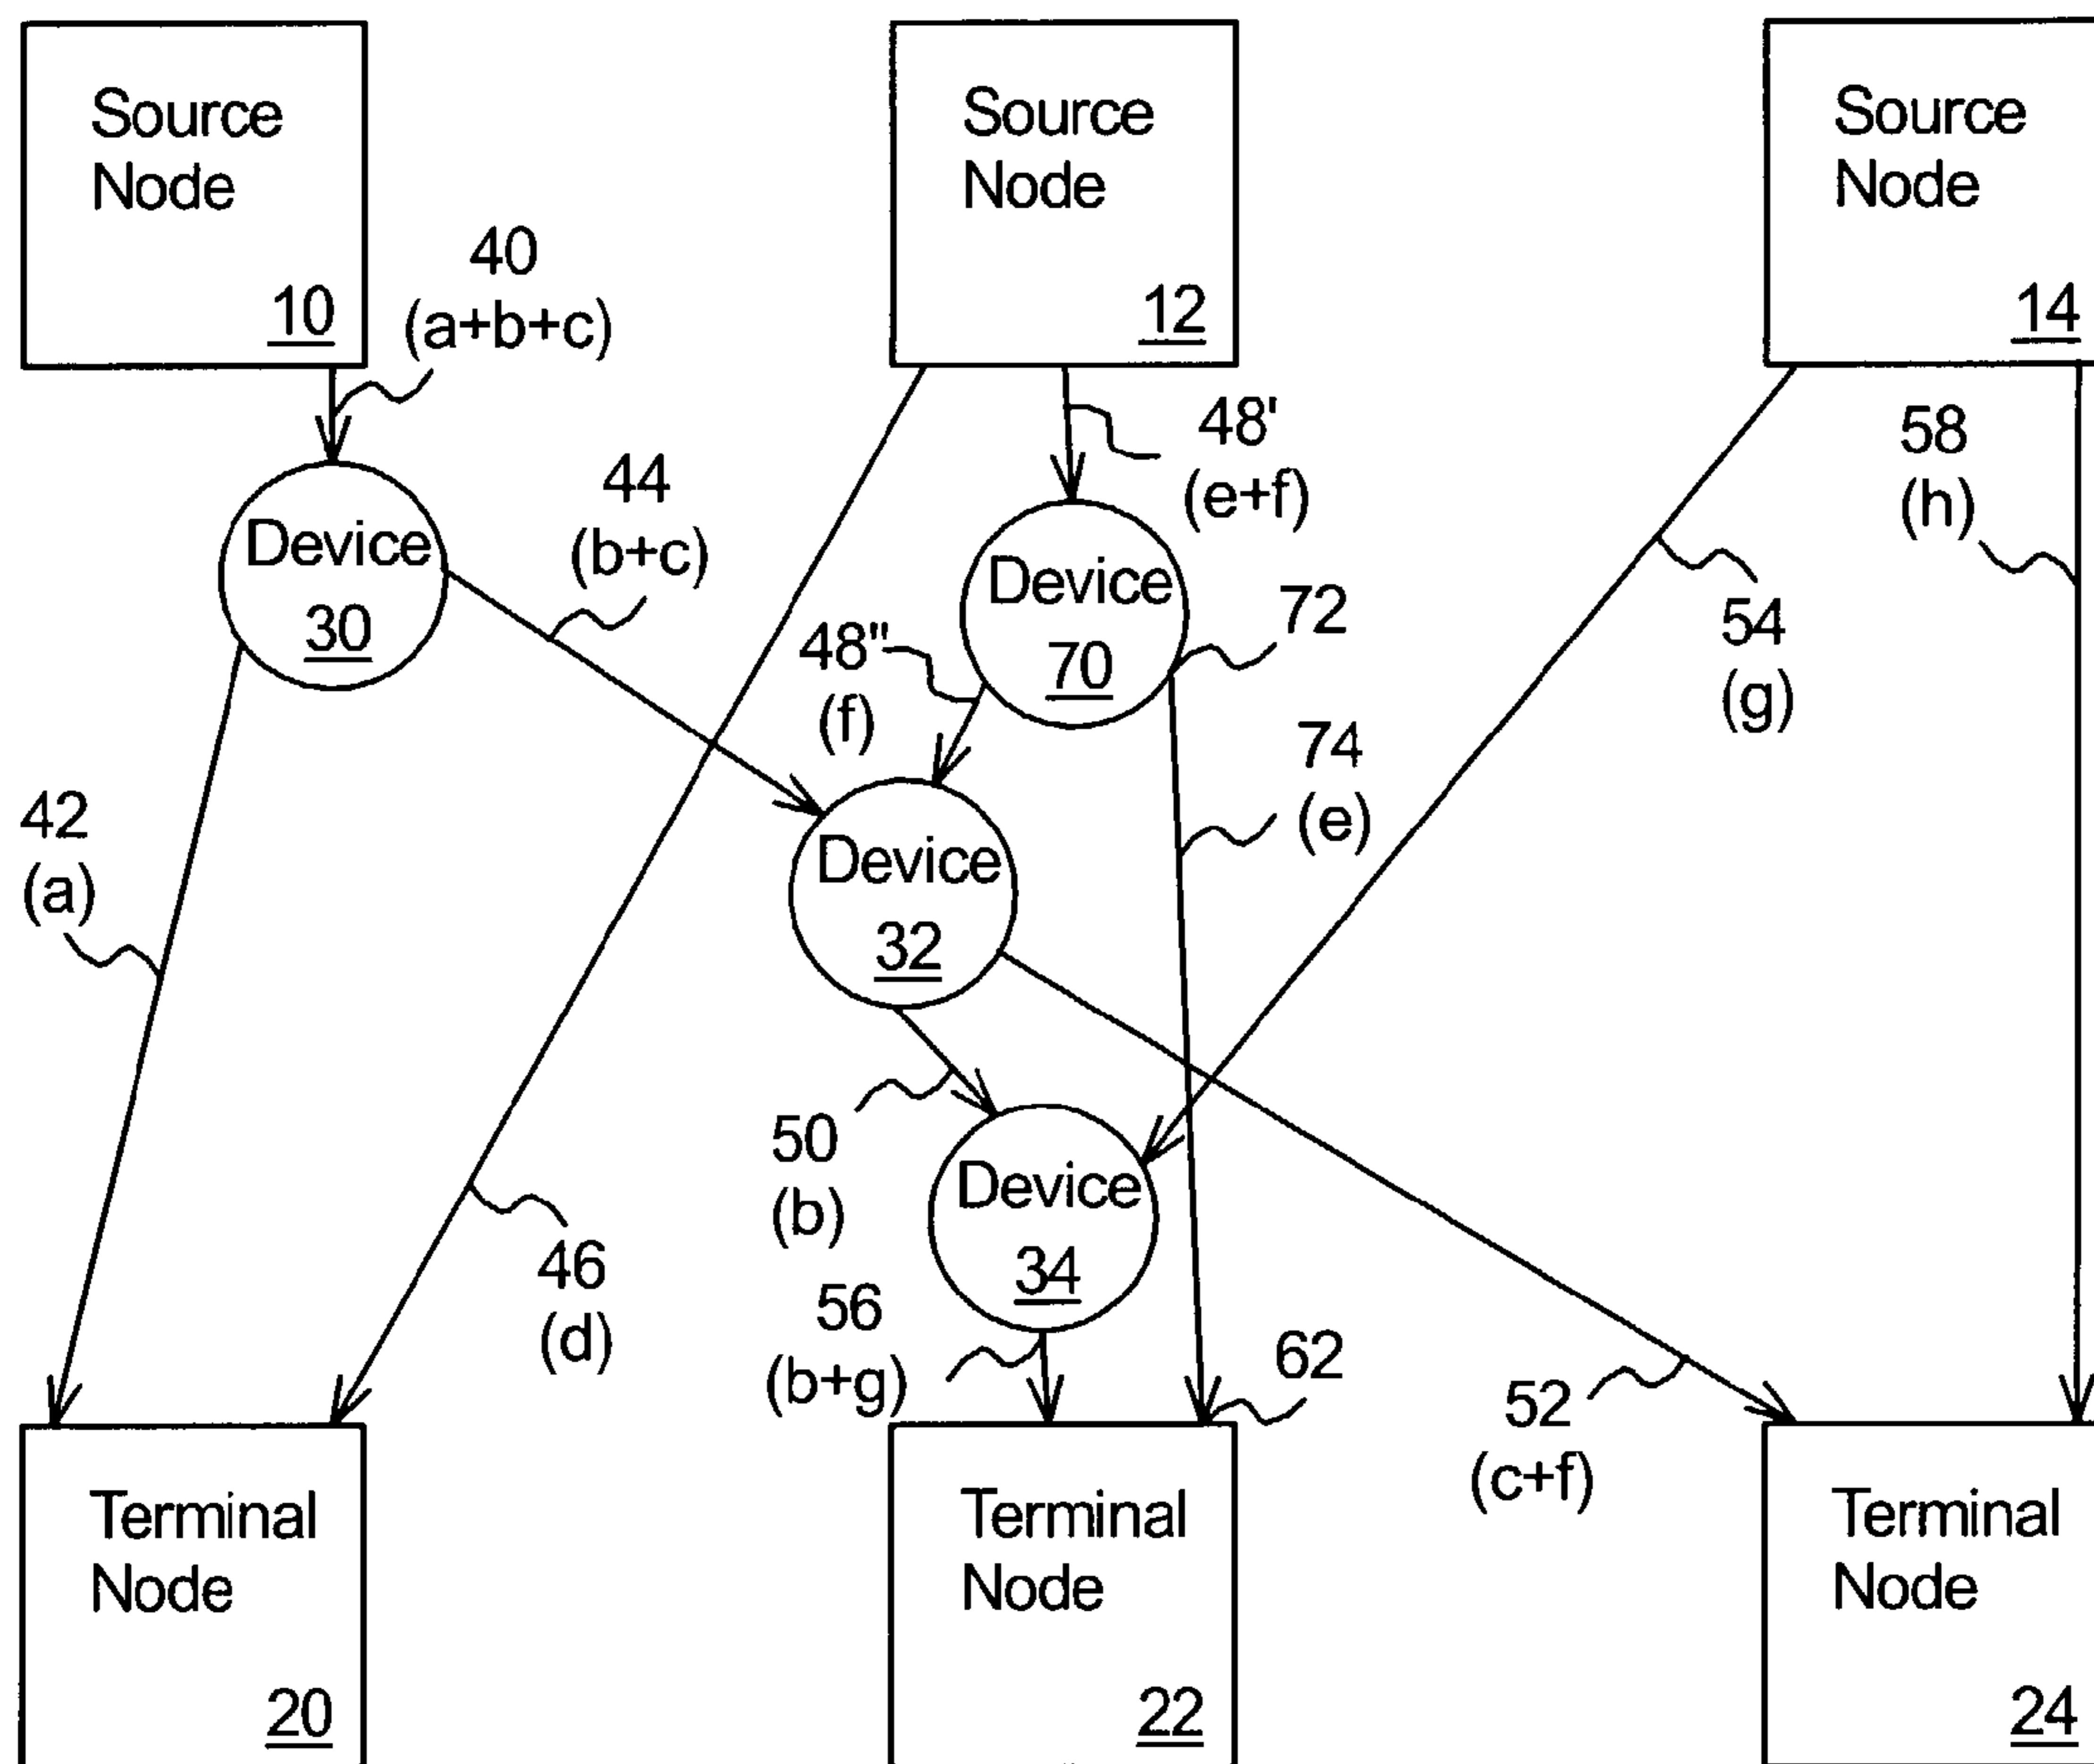 Source
Node
10
Source
Node
12
Source
Node
14
40
(a+b+c)
48'
(e+f)
58
(h)
44
(b+c)
Device
30
Device
70
72
54
(g)
48"
(f)
74
(e)
42
(a)
Device
32
50
(b)
Device
34
46
(d)
56
(b+g)
62
52
(c+f)
Terminal
Node
20
Terminal
Node
22
Terminal
Node
24